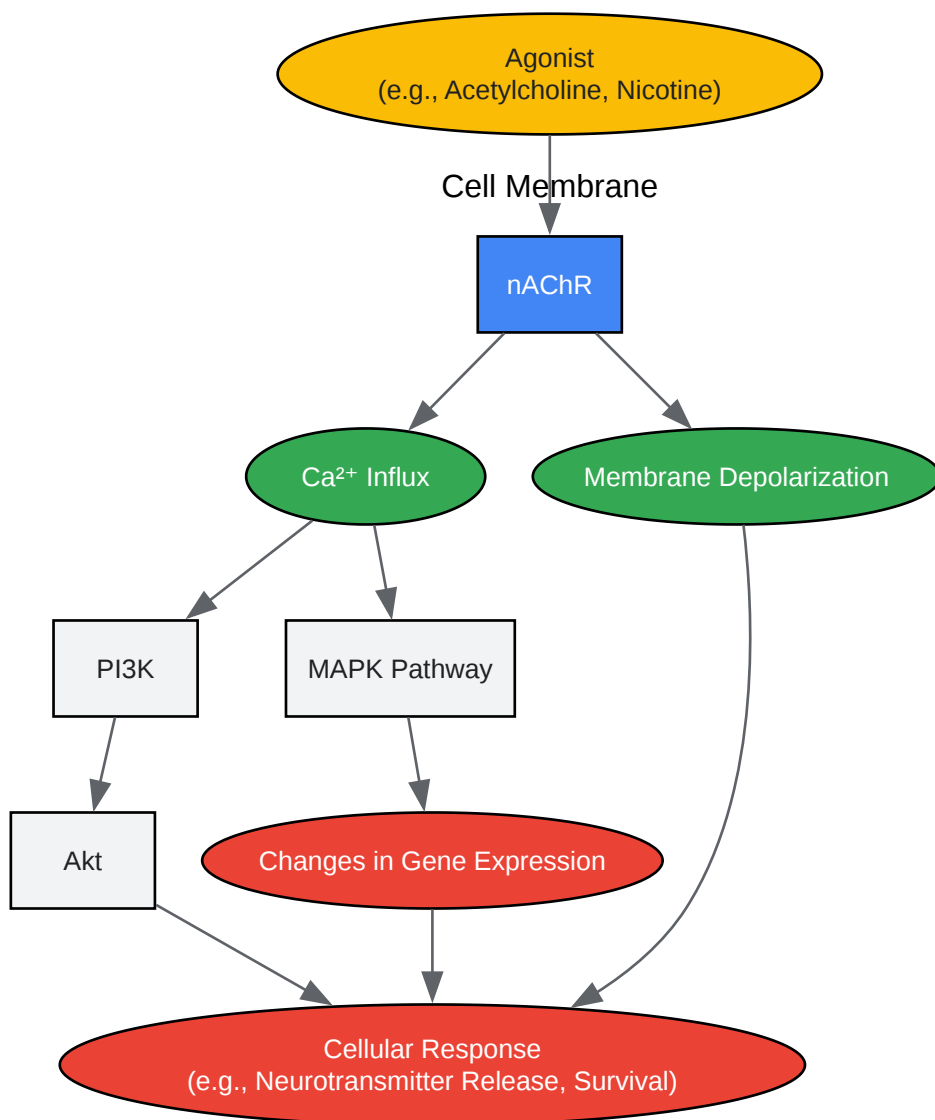 Agonist
(e.g., Acetylcholine, Nicotine)
Cell Membrane
nAChR
Ca²⁺ Influx
Membrane Depolarization
PI3K
MAPK Pathway
Akt
Changes in Gene Expression
Cellular Response
(e.g., Neurotransmitter Release, Survival)